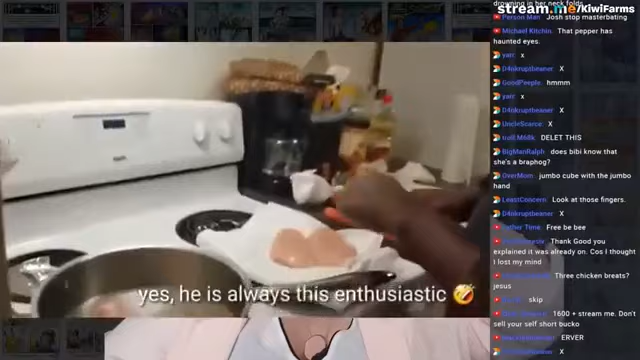 stream.me/KiwiFarms
drowning in her neck folds
Person Man Josh stop masterbating
Michael Kitchin That pepper has
haunted eyes.
yarr x
D4nkruptbeaner X
GoodPeeple hmmm
yarr x
D4nkruptbeaner X
UncleScarce X
DELET THIS
BigManRalph does bibi know that
she's a braphog?
OverMom jumbo cube with the jumbo
hand
LeastConcern Look at those fingers.
D4nkruptbeaner X
Father Time Free be bee
Thank Good you
explained it was already on. Cos I thought
I lost my mind
Three chicken breats?
jesus
skip
1600 + stream me. Don't
sell your self short bucko
ERVER
X
yes, he is always this enthusiastic 🤣